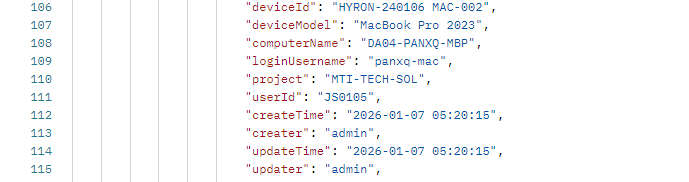 106 "deviceId": "HYRON-240106 MAC-002",
107 "deviceModel": "MacBook Pro 2023",
108 "computerName": "DA04-PANXQ-MBP",
109 "loginUsername": "panxq-mac",
110 "project": "MTI-TECH-SOL",
111 "userId": "JS0105",
112 "createTime": "2026-01-07 05:20:15",
113 "creater": "admin",
114 "updateTime": "2026-01-07 05:20:15",
115 "updater": "admin",